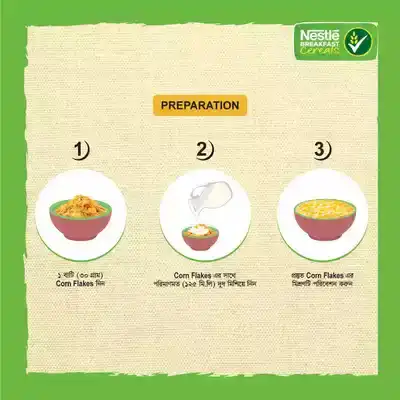 Nestlé
BREAKFAST
Cereals
PREPARATION
1)
2)
3)
১ বাটি (৩০ গ্রাম)
Corn Flakes নিন
Corn Flakes এর সাথে
পরিমাণমত (১২৫ মি.লি) দুধ মিশিয়ে নিন
প্রস্তুত Corn Flakes এর
মিশ্রণটি পরিবেশন করুন